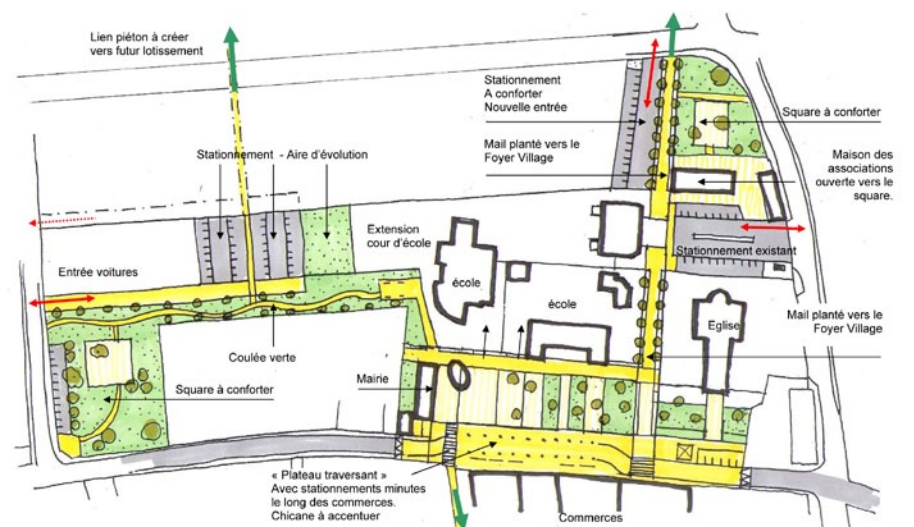 Lien piéton à créer
vers futur lotissement
Stationnement
A conforter
Nouvelle entrée
Square à conforter
Mail planté vers le
Foyer Village
Maison des
associations
ouverte vers le
square.
Stationnement - Aire d'évolution
Extension
cour d'école
Stationnement existant
Entrée voitures
école
école
Eglise
Mail planté vers le
Foyer Village
Coulée verte
Mairie
Square à conforter
« Plateau traversant »
Avec stationnements minutes
le long des commerces.
Chicane à accentuer
Commerces